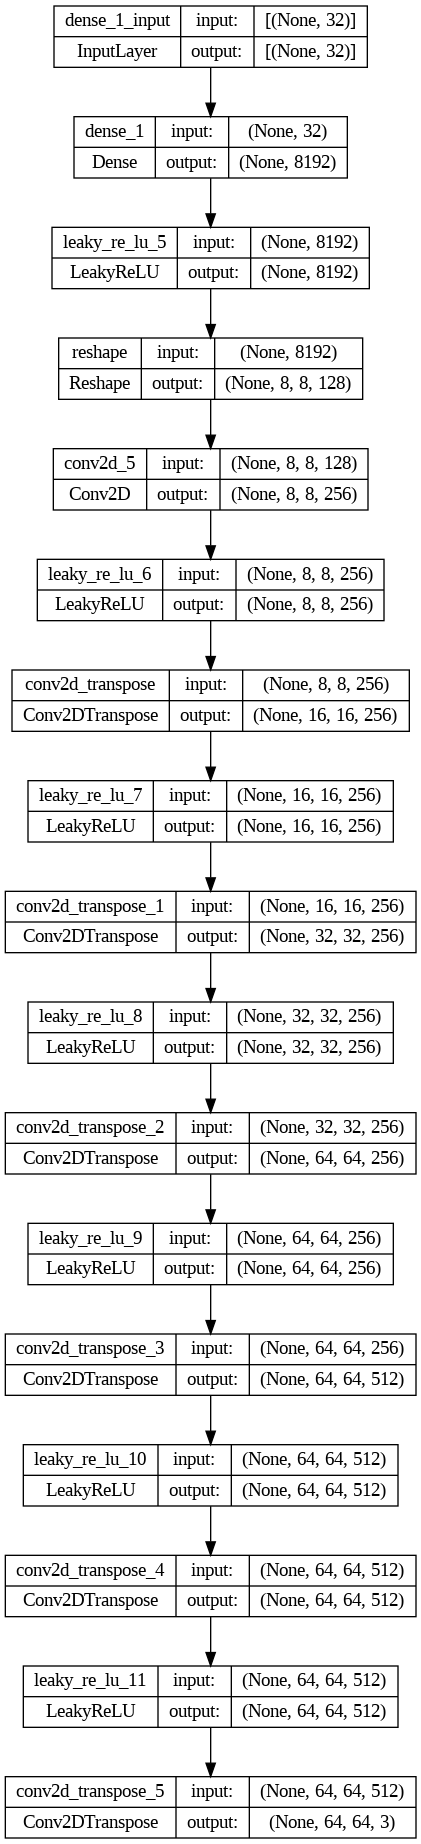 dense_1_input input: [(None, 32)]
InputLayer output: [(None, 32)]
dense_1 input: (None, 32)
Dense output: (None, 8192)
leaky_re_lu_5 input: (None, 8192)
LeakyReLU output: (None, 8192)
reshape input: (None, 8192)
Reshape output: (None, 8, 8, 128)
conv2d_5 input: (None, 8, 8, 128)
Conv2D output: (None, 8, 8, 256)
leaky_re_lu_6 input: (None, 8, 8, 256)
LeakyReLU output: (None, 8, 8, 256)
conv2d_transpose input: (None, 8, 8, 256)
Conv2DTranspose output: (None, 16, 16, 256)
leaky_re_lu_7 input: (None, 16, 16, 256)
LeakyReLU output: (None, 16, 16, 256)
conv2d_transpose_1 input: (None, 16, 16, 256)
Conv2DTranspose output: (None, 32, 32, 256)
leaky_re_lu_8 input: (None, 32, 32, 256)
LeakyReLU output: (None, 32, 32, 256)
conv2d_transpose_2 input: (None, 32, 32, 256)
Conv2DTranspose output: (None, 64, 64, 256)
leaky_re_lu_9 input: (None, 64, 64, 256)
LeakyReLU output: (None, 64, 64, 256)
conv2d_transpose_3 input: (None, 64, 64, 256)
Conv2DTranspose output: (None, 64, 64, 512)
leaky_re_lu_10 input: (None, 64, 64, 512)
LeakyReLU output: (None, 64, 64, 512)
conv2d_transpose_4 input: (None, 64, 64, 512)
Conv2DTranspose output: (None, 64, 64, 512)
leaky_re_lu_11 input: (None, 64, 64, 512)
LeakyReLU output: (None, 64, 64, 512)
conv2d_transpose_5 input: (None, 64, 64, 512)
Conv2DTranspose output: (None, 64, 64, 3)